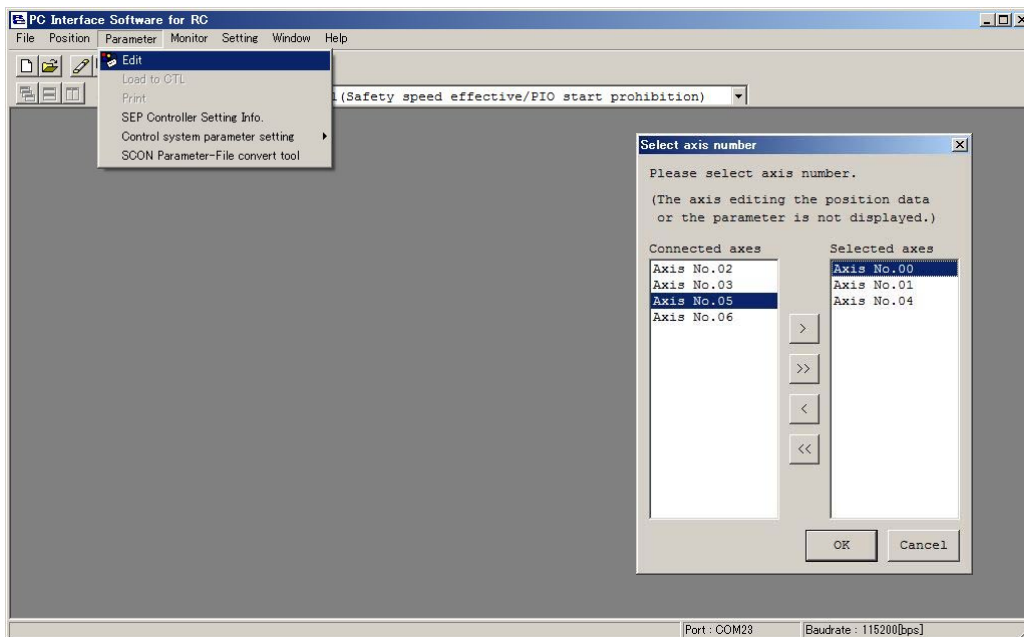 PC Interface Software for RC
File Position Parameter Monitor Setting Window Help
Edit
Load to CTL
Print
SEP Controller Setting Info.
Control system parameter setting
SCON Parameter-File convert tool
(Safety speed effective/PIO start prohibition)
Select axis number
Please select axis number.
(The axis editing the position data
or the parameter is not displayed.)
Connected axes
Axis No.02
Axis No.03
Axis No.05
Axis No.06
>
>>
<
<<
Selected axes
Axis No.00
Axis No.01
Axis No.04
OK Cancel
Port : COM23 Baudrate : 115200[bps]